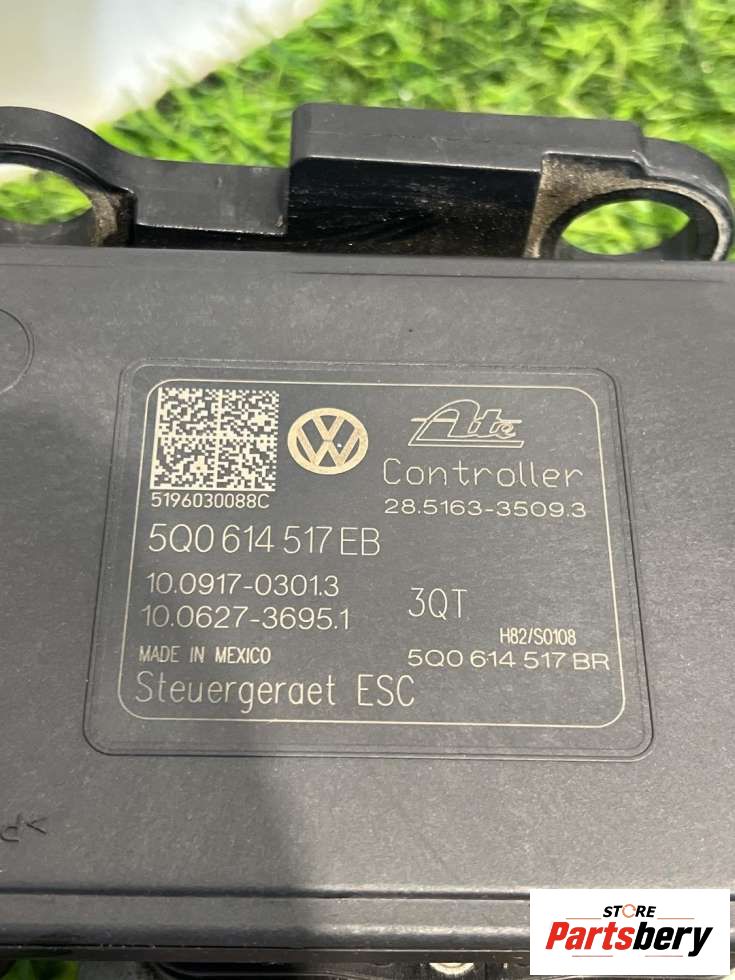 Ate
Controller
28.5163-3509.3
5196030088C
5Q0 614 517 EB
10.0917-0301.3
10.0627-3695.1
3QT
H82/S0108
MADE IN MEXICO
5Q0 614 517 BR
Steuergeraet ESC
>P
STORE
Partsbery